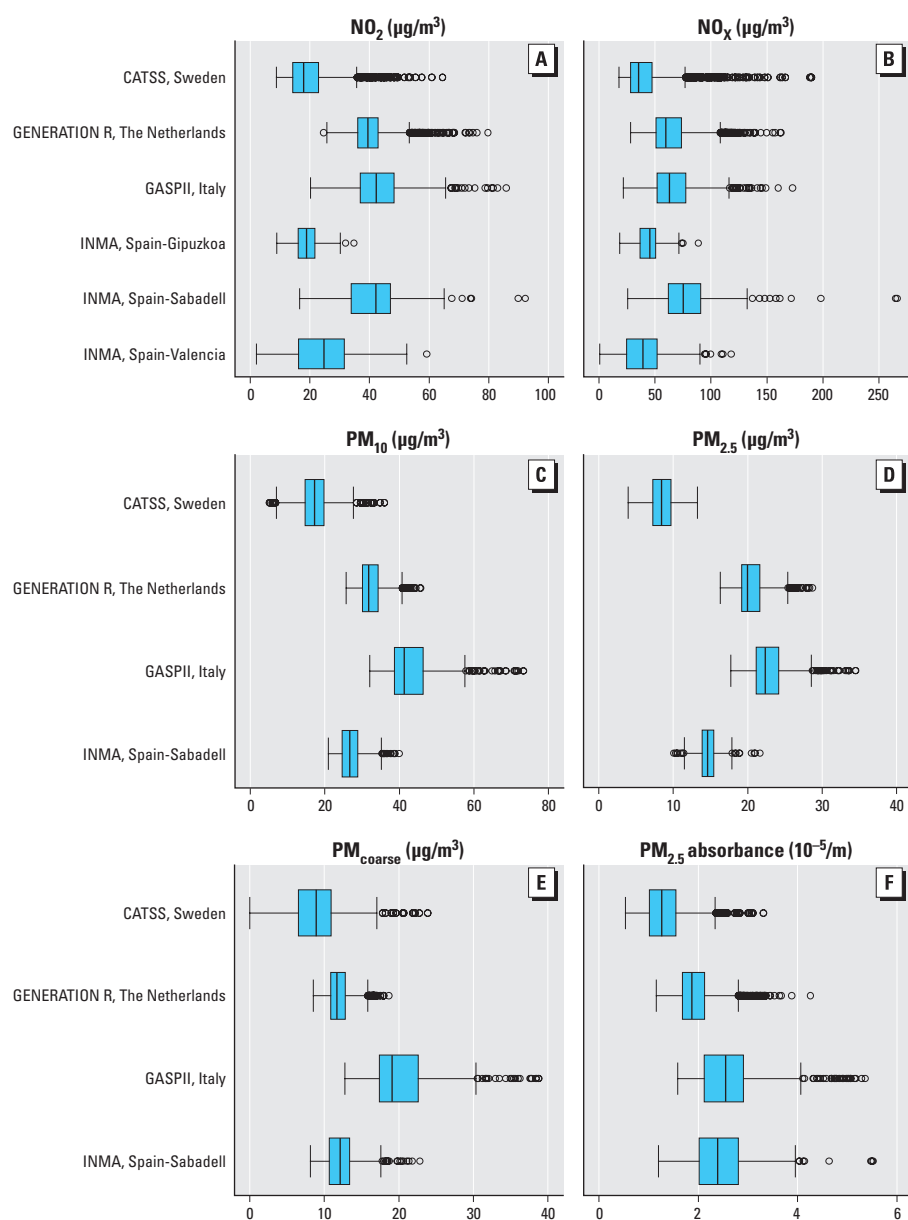 NO₂ (µg/m³)
A
CATSS, Sweden
GENERATION R, The Netherlands
GASPII, Italy
INMA, Spain-Gipuzkoa
INMA, Spain-Sabadell
INMA, Spain-Valencia
0 20 40 60 80 100
NOₓ (µg/m³)
B
0 50 100 150 200 250
PM₁₀ (µg/m³)
C
CATSS, Sweden
GENERATION R, The Netherlands
GASPII, Italy
INMA, Spain-Sabadell
0 20 40 60 80
PM₂.₅ (µg/m³)
D
0 10 20 30 40
PMcoarse (µg/m³)
E
CATSS, Sweden
GENERATION R, The Netherlands
GASPII, Italy
INMA, Spain-Sabadell
0 10 20 30 40
PM₂.₅ absorbance (10⁻⁵/m)
F
0 2 4 6